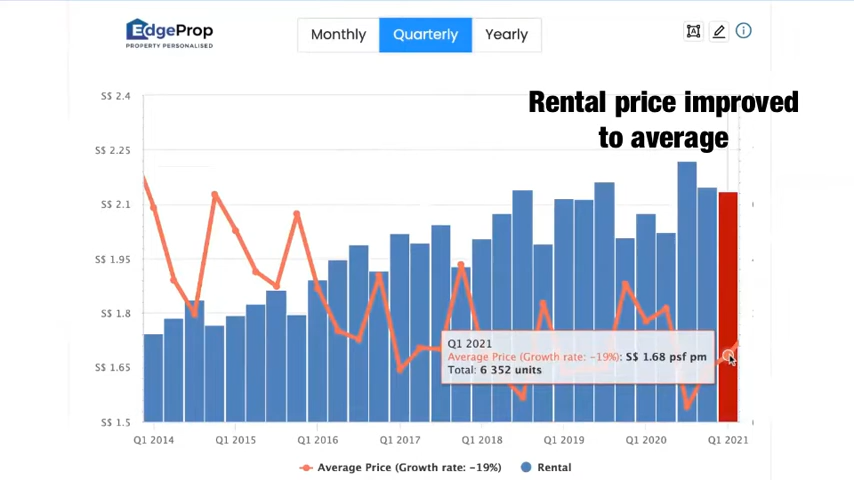 EdgeProp
PROPERTY PERSONALISED
Monthly
Quarterly
Yearly
Rental price improved
to average
S$ 2.4
S$ 2.25
S$ 2.1
S$ 1.95
S$ 1.8
S$ 1.65
S$ 1.5
Q1 2021
Average Price (Growth rate: -19%): S$ 1.68 psf pm
Total: 6 352 units
Q1 2014
Q1 2015
Q1 2016
Q1 2017
Q1 2018
Q1 2019
Q1 2020
Q1 2021
Average Price (Growth rate: -19%)
Rental